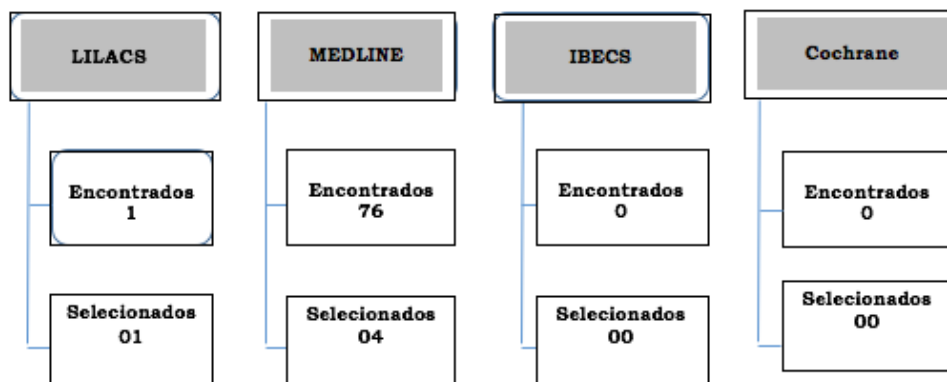 LILACS
Encontrados
1
Selecionados
01
MEDLINE
Encontrados
76
Selecionados
04
IBECS
Encontrados
0
Selecionados
00
Cochrane
Encontrados
0
Selecionados
00